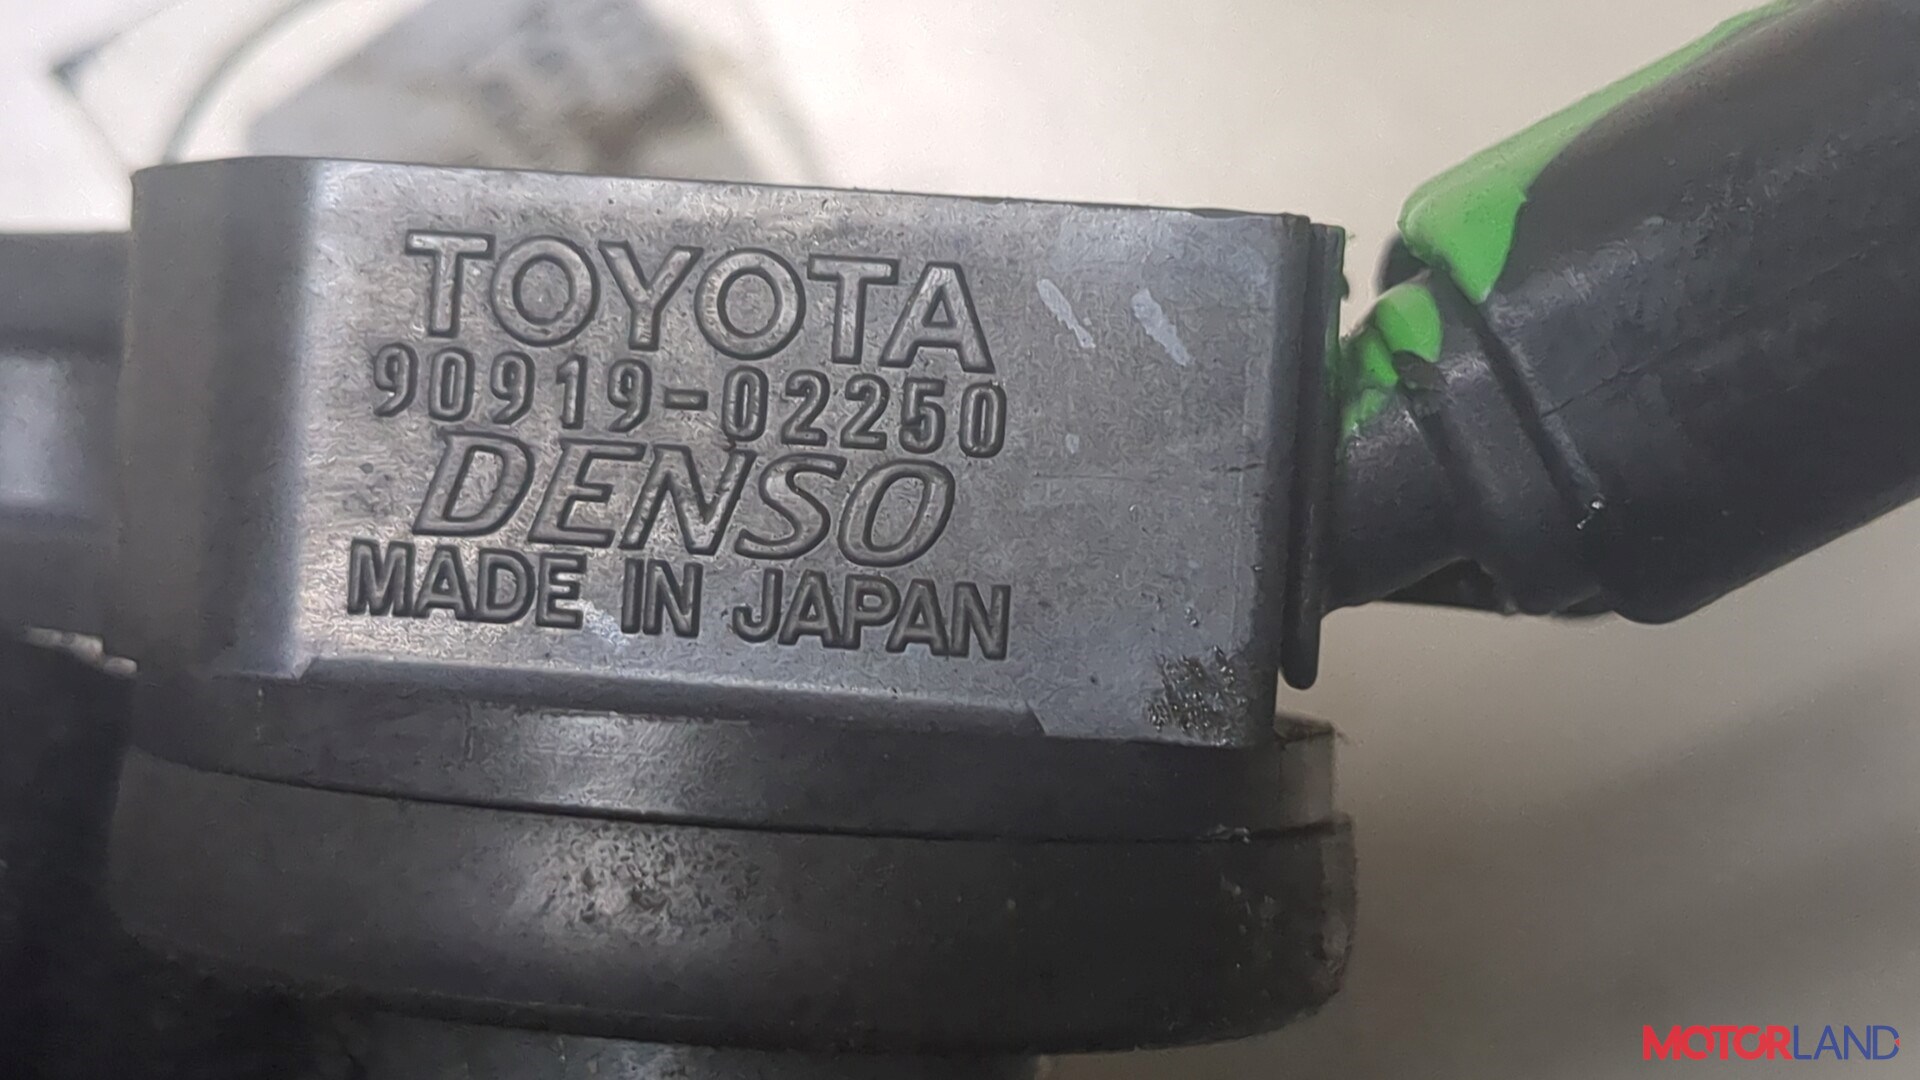 TOYOTA
90919-02250
DENSO
MADE IN JAPAN
MOTORLAND